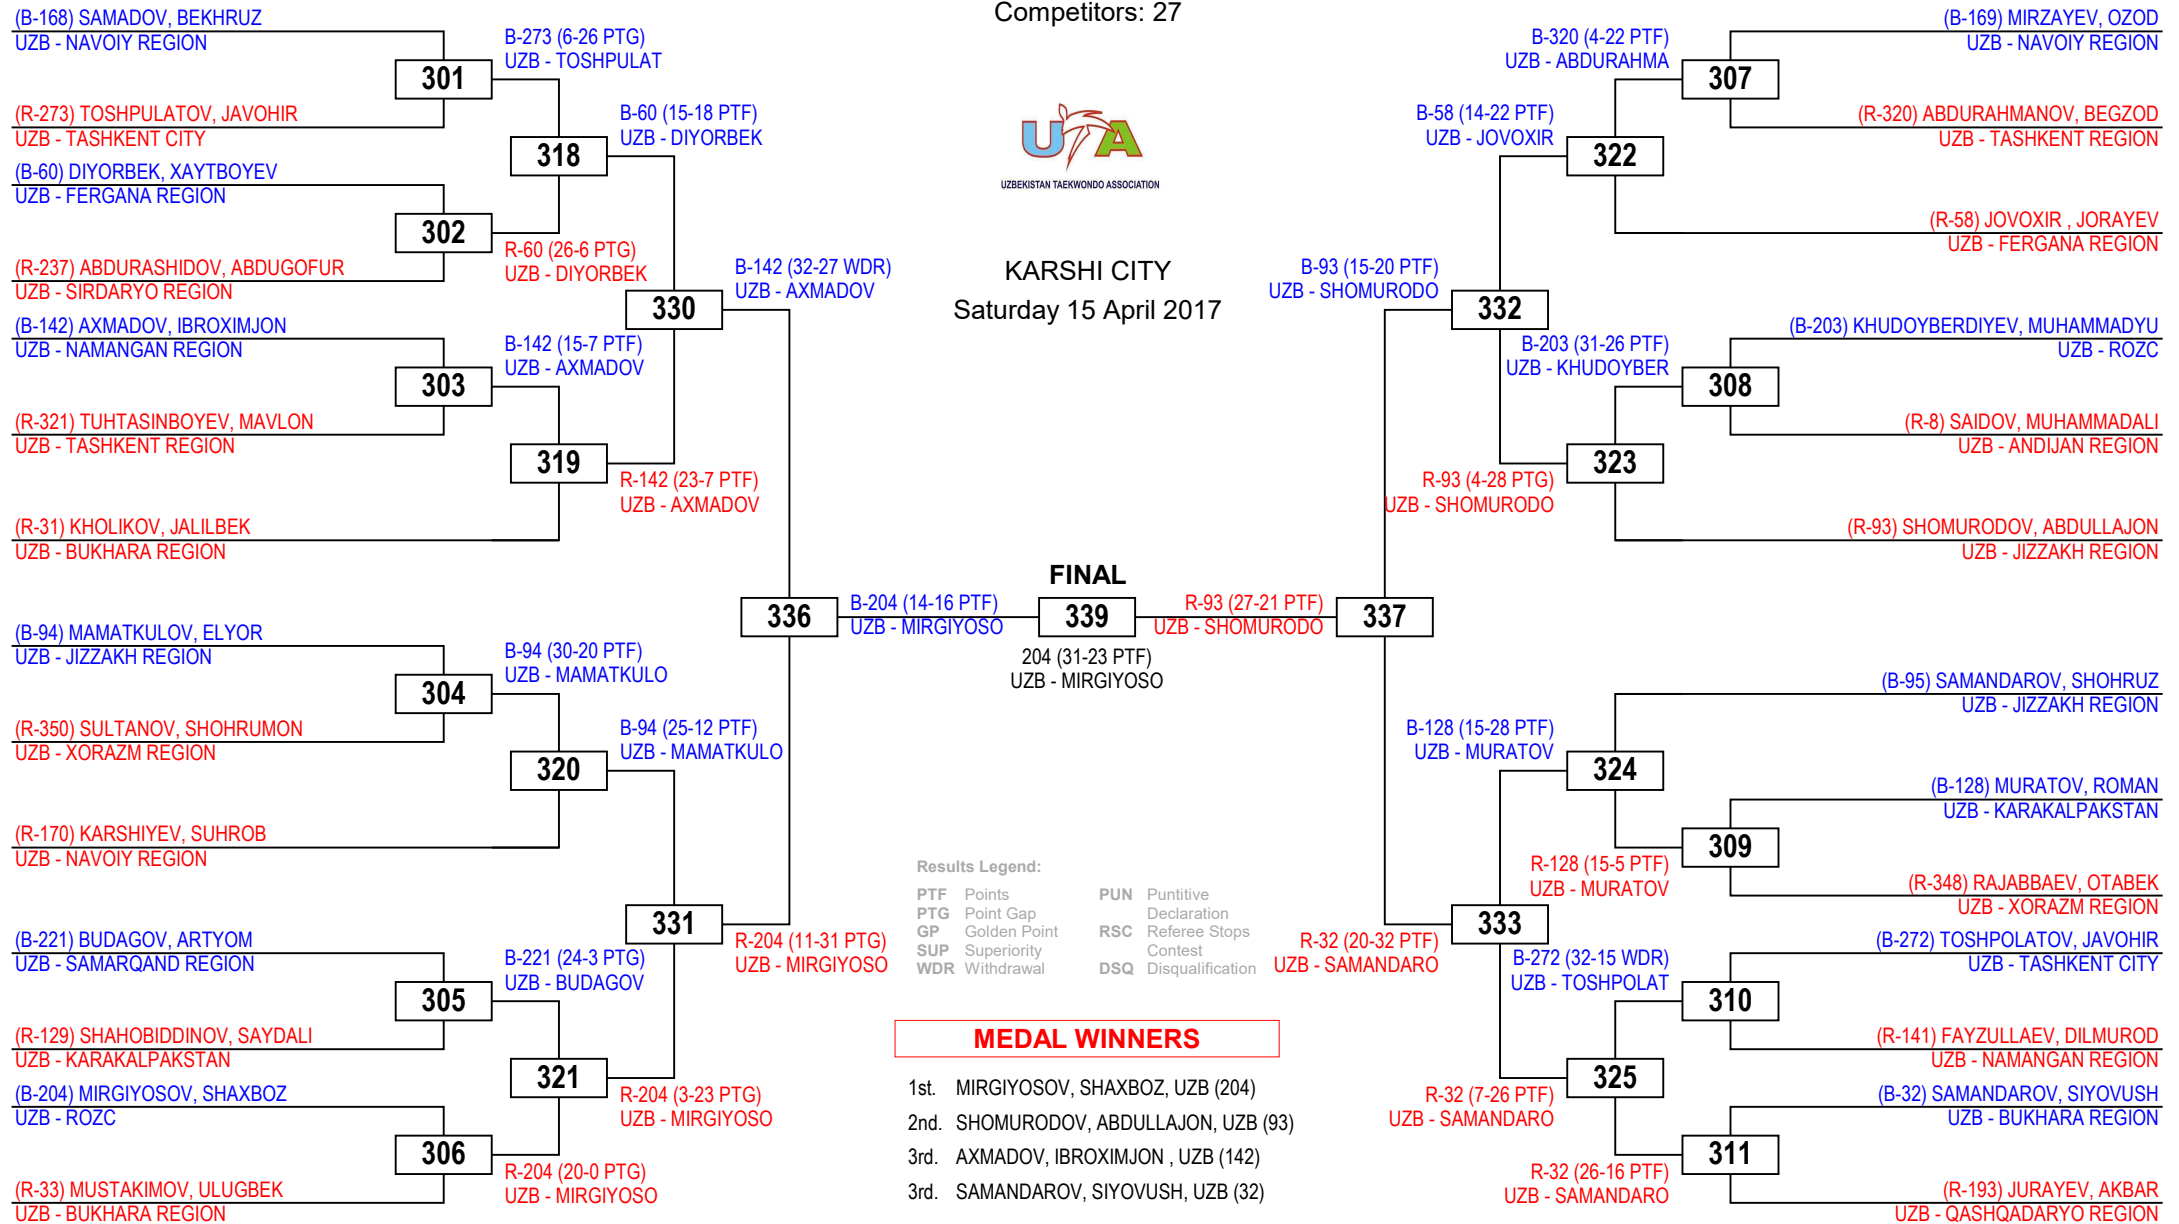 Competitors: 27
UZBEKISTAN TAEKWONDO ASSOCIATION
KARSHI CITY
Saturday 15 April 2017
(B-168) SAMADOV, BEKHRUZ
UZB - NAVOIY REGION
301
(R-273) TOSHPULATOV, JAVOHIR
UZB - TASHKENT CITY
(B-60) DIYORBEK, XAYTBOYEV
UZB - FERGANA REGION
302
(R-237) ABDURASHIDOV, ABDUGOFUR
UZB - SIRDARYO REGION
(B-142) AXMADOV, IBROXIMJON
UZB - NAMANGAN REGION
303
(R-321) TUHTASINBOYEV, MAVLON
UZB - TASHKENT REGION
(R-31) KHOLIKOV, JALILBEK
UZB - BUKHARA REGION
(B-94) MAMATKULOV, ELYOR
UZB - JIZZAKH REGION
304
(R-350) SULTANOV, SHOHRUMON
UZB - XORAZM REGION
(R-170) KARSHIYEV, SUHROB
UZB - NAVOIY REGION
(B-221) BUDAGOV, ARTYOM
UZB - SAMARQAND REGION
305
(R-129) SHAHOBIDDINOV, SAYDALI
UZB - KARAKALPAKSTAN
(B-204) MIRGIYOSOV, SHAXBOZ
UZB - ROZC
306
(R-33) MUSTAKIMOV, ULUGBEK
UZB - BUKHARA REGION
B-273 (6-26 PTG)
UZB - TOSHPULAT
318
R-60 (26-6 PTG)
UZB - DIYORBEK
B-142 (15-7 PTF)
UZB - AXMADOV
319
B-94 (30-20 PTF)
UZB - MAMATKULO
320
B-221 (24-3 PTG)
UZB - BUDAGOV
321
R-204 (20-0 PTG)
UZB - MIRGIYOSO
B-60 (15-18 PTF)
UZB - DIYORBEK
330
R-142 (23-7 PTF)
UZB - AXMADOV
B-94 (25-12 PTF)
UZB - MAMATKULO
331
R-204 (3-23 PTG)
UZB - MIRGIYOSO
B-142 (32-27 WDR)
UZB - AXMADOV
336
R-204 (11-31 PTG)
UZB - MIRGIYOSO
B-204 (14-16 PTF)
UZB - MIRGIYOSO
FINAL
339
204 (31-23 PTF)
UZB - MIRGIYOSO
R-93 (27-21 PTF)
UZB - SHOMURODO
337
B-93 (15-20 PTF)
UZB - SHOMURODO
R-32 (20-32 PTF)
UZB - SAMANDARO
B-58 (14-22 PTF)
UZB - JOVOXIR
332
R-93 (4-28 PTG)
UZB - SHOMURODO
B-128 (15-28 PTF)
UZB - MURATOV
333
R-32 (7-26 PTF)
UZB - SAMANDARO
B-320 (4-22 PTF)
UZB - ABDURAHMA
322
B-203 (31-26 PTF)
UZB - KHUDOYBER
323
324
R-128 (15-5 PTF)
UZB - MURATOV
B-272 (32-15 WDR)
UZB - TOSHPOLAT
325
R-32 (26-16 PTF)
UZB - SAMANDARO
(B-169) MIRZAYEV, OZOD
UZB - NAVOIY REGION
307
(R-320) ABDURAHMANOV, BEGZOD
UZB - TASHKENT REGION
(R-58) JOVOXIR , JORAYEV
UZB - FERGANA REGION
(B-203) KHUDOYBERDIYEV, MUHAMMADYU
UZB - ROZC
308
(R-8) SAIDOV, MUHAMMADALI
UZB - ANDIJAN REGION
(R-93) SHOMURODOV, ABDULLAJON
UZB - JIZZAKH REGION
(B-95) SAMANDAROV, SHOHRUZ
UZB - JIZZAKH REGION
(B-128) MURATOV, ROMAN
UZB - KARAKALPAKSTAN
309
(R-348) RAJABBAEV, OTABEK
UZB - XORAZM REGION
(B-272) TOSHPOLATOV, JAVOHIR
UZB - TASHKENT CITY
310
(R-141) FAYZULLAEV, DILMUROD
UZB - NAMANGAN REGION
(B-32) SAMANDAROV, SIYOVUSH
UZB - BUKHARA REGION
311
(R-193) JURAYEV, AKBAR
UZB - QASHQADARYO REGION
Results Legend:
PTF Points
PTG Point Gap
GP Golden Point
SUP Superiority
WDR Withdrawal
PUN Puntitive
Declaration
RSC Referee Stops
Contest
DSQ Disqualification
MEDAL WINNERS
1st. MIRGIYOSOV, SHAXBOZ, UZB (204)
2nd. SHOMURODOV, ABDULLAJON, UZB (93)
3rd. AXMADOV, IBROXIMJON , UZB (142)
3rd. SAMANDAROV, SIYOVUSH, UZB (32)